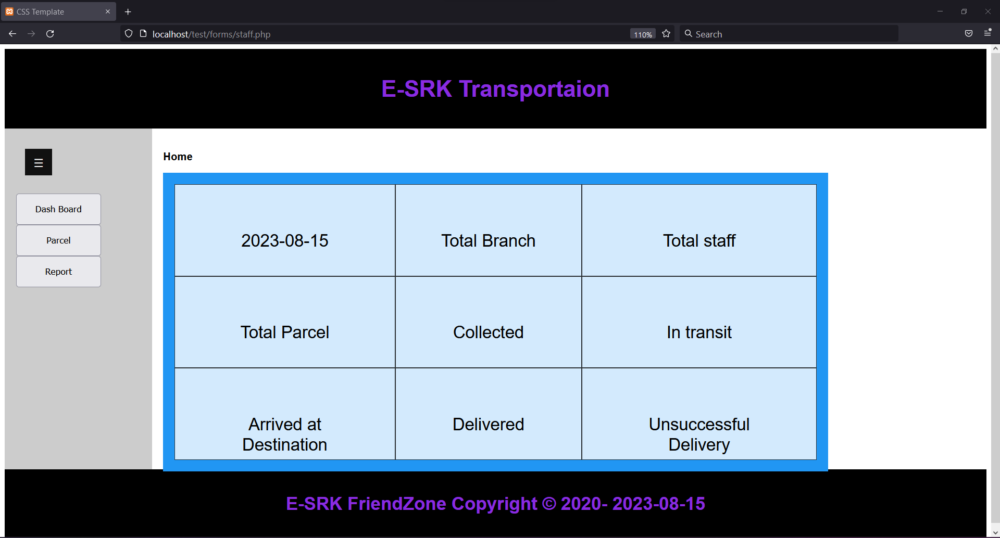 CSS Template
localhost/test/forms/staff.php
110%
Search
E-SRK Transportaion
☰
Home
Dash Board
Parcel
Report
2023-08-15
Total Branch
Total staff
Total Parcel
Collected
In transit
Arrived at
Destination
Delivered
Unsuccessful
Delivery
E-SRK FriendZone Copyright © 2020- 2023-08-15